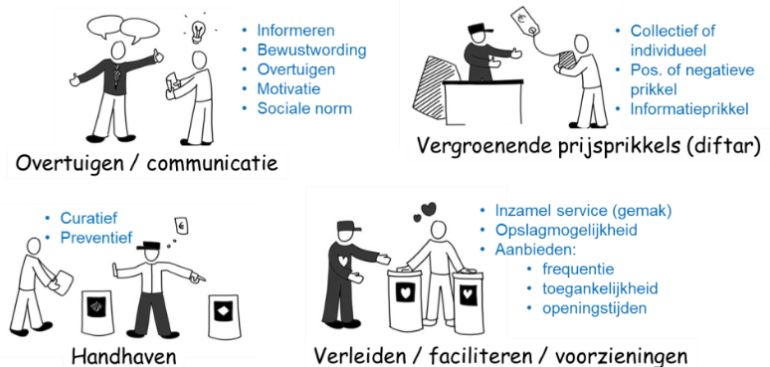 • Informeren
• Bewustwording
• Overtuigen
• Motivatie
• Sociale norm
Overtuigen / communicatie
€
• Collectief of
individueel
• Pos. of negatieve
prikkel
• Informatieprikkel
Vergroenende prijsprikkels (diftar)
• Curatief
• Preventief
€
Handhaven
• Inzamel service (gemak)
• Opslagmogelijkheid
• Aanbieden:
• frequentie
• toegankelijkheid
• openingstijden
Verleiden / faciliteren / voorzieningen